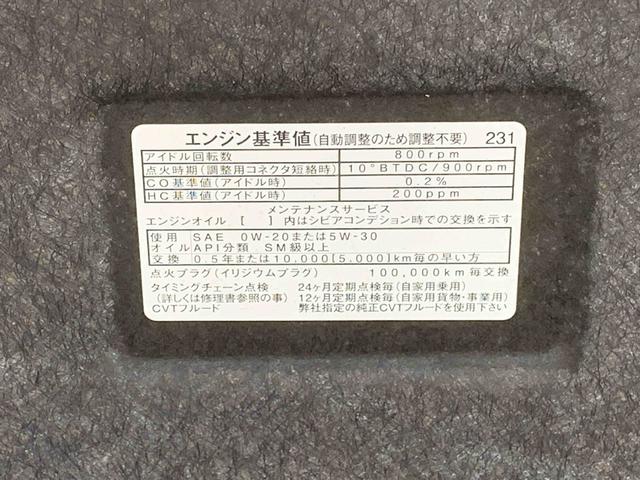 エンジン基準値(自動調整のため調整不要) 231
アイドル回転数 800rpm
点火時期(調整用コネクタ短絡時) 10°BTDC/900rpm
CO基準値(アイドル時) 0.2%
HC基準値(アイドル時) 200ppm
メンテナンスサービス
エンジンオイル [ ] 内はシビアコンデション時での交換を示す
使用 SAE 0W-20または5W-30
オイル API分類 SM級以上
交換 0.5年または10,000[5,000]km毎の早い方
点火プラグ(イリジウムプラグ) 100,000km毎交換
タイミングチェーン点検 24ヶ月定期点検毎(自家用乗用)
(詳しくは修理書参照の事) 12ヶ月定期点検毎(自家用貨物・事業用)
CVTフルード 弊社指定の純正CVTフルードを使用下さい